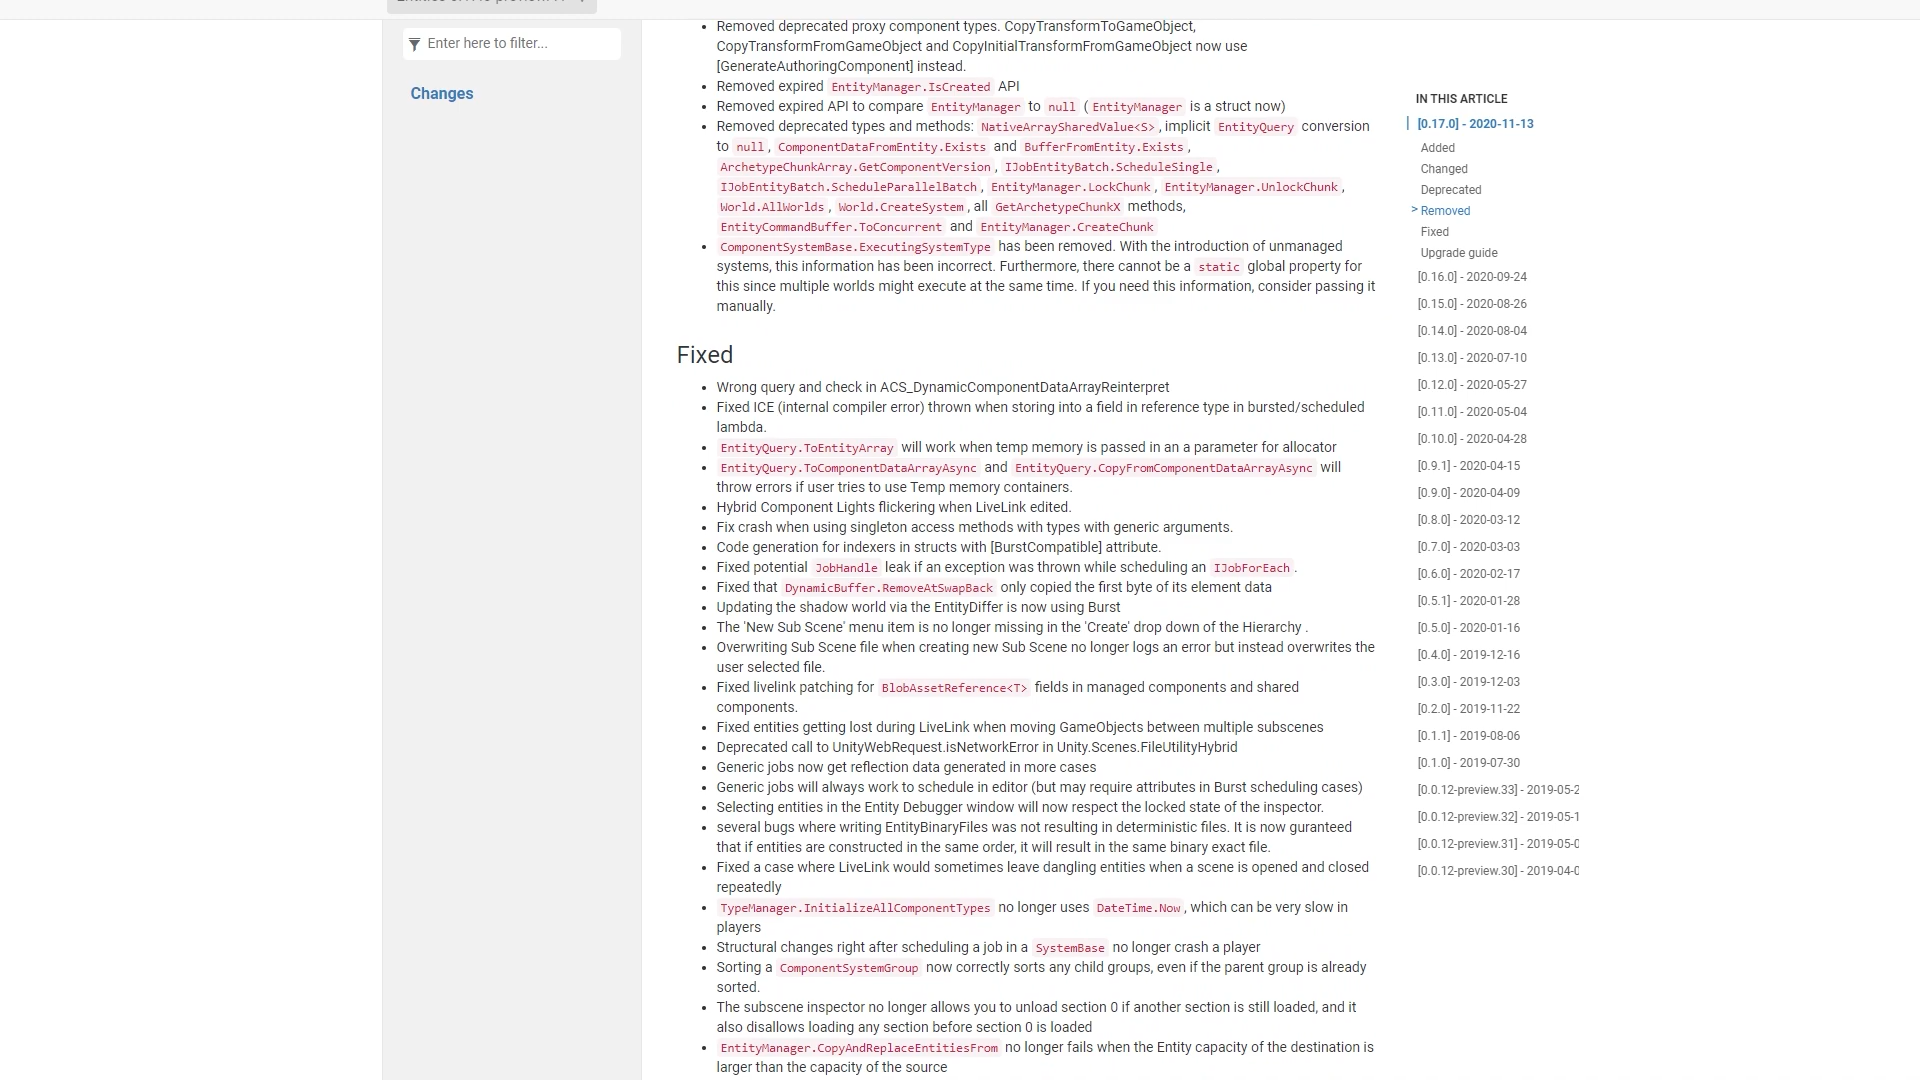 Enter here to filter...
Changes
Removed deprecated proxy component types. CopyTransformToGameObject,
CopyTransformFromGameObject and CopyInitialTransformFromGameObject now use
[GenerateAuthoringComponent] instead.
Removed expired EntityManager.IsCreated API
Removed expired API to compare EntityManager to null ( EntityManager is a struct now)
Removed deprecated types and methods: NativeArraySharedValue<S> , implicit EntityQuery conversion
to null , ComponentDataFromEntity.Exists and BufferFromEntity.Exists ,
ArchetypeChunkArray.GetComponentVersion , IJobEntityBatch.ScheduleSingle ,
IJobEntityBatch.ScheduleParallelBatch , EntityManager.LockChunk , EntityManager.UnlockChunk ,
World.AllWorlds , World.CreateSystem , all GetArchetypeChunkX methods,
EntityCommandBuffer.ToConcurrent and EntityManager.CreateChunk
ComponentSystemBase.ExecutingSystemType has been removed. With the introduction of unmanaged
systems, this information has been incorrect. Furthermore, there cannot be a static global property for
this since multiple worlds might execute at the same time. If you need this information, consider passing it
manually.
Fixed
Wrong query and check in ACS_DynamicComponentDataArrayReinterpret
Fixed ICE (internal compiler error) thrown when storing into a field in reference type in bursted/scheduled
lambda.
EntityQuery.ToEntityArray will work when temp memory is passed in an a parameter for allocator
EntityQuery.ToComponentDataArrayAsync and EntityQuery.CopyFromComponentDataArrayAsync will
throw errors if user tries to use Temp memory containers.
Hybrid Component Lights flickering when LiveLink edited.
Fix crash when using singleton access methods with types with generic arguments.
Code generation for indexers in structs with [BurstCompatible] attribute.
Fixed potential JobHandle leak if an exception was thrown while scheduling an IJobForEach .
Fixed that DynamicBuffer.RemoveAtSwapBack only copied the first byte of its element data
Updating the shadow world via the EntityDiffer is now using Burst
The 'New Sub Scene' menu item is no longer missing in the 'Create' drop down of the Hierarchy .
Overwriting Sub Scene file when creating new Sub Scene no longer logs an error but instead overwrites the
user selected file.
Fixed livelink patching for BlobAssetReference<T> fields in managed components and shared
components.
Fixed entities getting lost during LiveLink when moving GameObjects between multiple subscenes
Deprecated call to UnityWebRequest.isNetworkError in Unity.Scenes.FileUtilityHybrid
Generic jobs now get reflection data generated in more cases
Generic jobs will always work to schedule in editor (but may require attributes in Burst scheduling cases)
Selecting entities in the Entity Debugger window will now respect the locked state of the inspector.
several bugs where writing EntityBinaryFiles was not resulting in deterministic files. It is now guranteed
that if entities are constructed in the same order, it will result in the same binary exact file.
Fixed a case where LiveLink would sometimes leave dangling entities when a scene is opened and closed
repeatedly
TypeManager.InitializeAllComponentTypes no longer uses DateTime.Now , which can be very slow in
players
Structural changes right after scheduling a job in a SystemBase no longer crash a player
Sorting a ComponentSystemGroup now correctly sorts any child groups, even if the parent group is already
sorted.
The subscene inspector no longer allows you to unload section 0 if another section is still loaded, and it
also disallows loading any section before section 0 is loaded
EntityManager.CopyAndReplaceEntitiesFrom no longer fails when the Entity capacity of the destination is
larger than the capacity of the source
IN THIS ARTICLE
[0.17.0] - 2020-11-13
Added
Changed
Deprecated
> Removed
Fixed
Upgrade guide
[0.16.0] - 2020-09-24
[0.15.0] - 2020-08-26
[0.14.0] - 2020-08-04
[0.13.0] - 2020-07-10
[0.12.0] - 2020-05-27
[0.11.0] - 2020-05-04
[0.10.0] - 2020-04-28
[0.9.1] - 2020-04-15
[0.9.0] - 2020-04-09
[0.8.0] - 2020-03-12
[0.7.0] - 2020-03-03
[0.6.0] - 2020-02-17
[0.5.1] - 2020-01-28
[0.5.0] - 2020-01-16
[0.4.0] - 2019-12-16
[0.3.0] - 2019-12-03
[0.2.0] - 2019-11-22
[0.1.1] - 2019-08-06
[0.1.0] - 2019-07-30
[0.0.12-preview.33] - 2019-05-2
[0.0.12-preview.32] - 2019-05-1
[0.0.12-preview.31] - 2019-05-0
[0.0.12-preview.30] - 2019-04-0